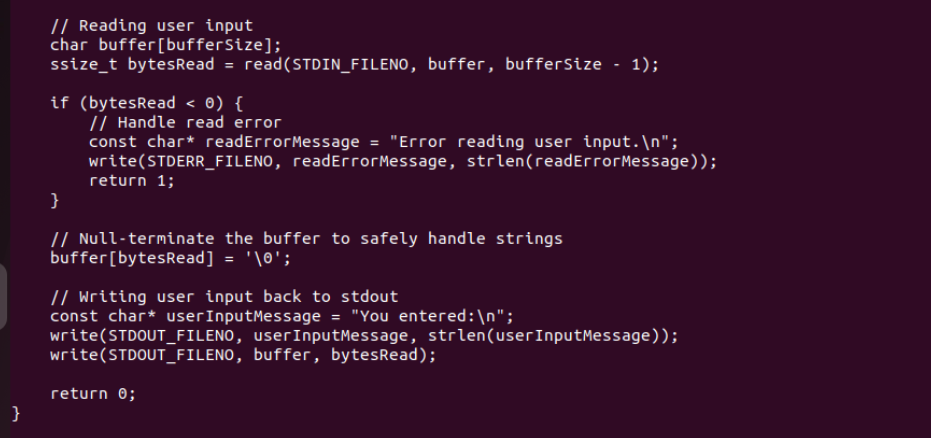 // Reading user input
char buffer[bufferSize];
ssize_t bytesRead = read(STDIN_FILENO, buffer, bufferSize - 1);
if (bytesRead < 0) {
// Handle read error
const char* readErrorMessage = "Error reading user input.\n";
write(STDERR_FILENO, readErrorMessage, strlen(readErrorMessage));
return 1;
}
// Null-terminate the buffer to safely handle strings
buffer[bytesRead] = '\0';
// Writing user input back to stdout
const char* userInputMessage = "You entered:\n";
write(STDOUT_FILENO, userInputMessage, strlen(userInputMessage));
write(STDOUT_FILENO, buffer, bytesRead);
return 0;
}